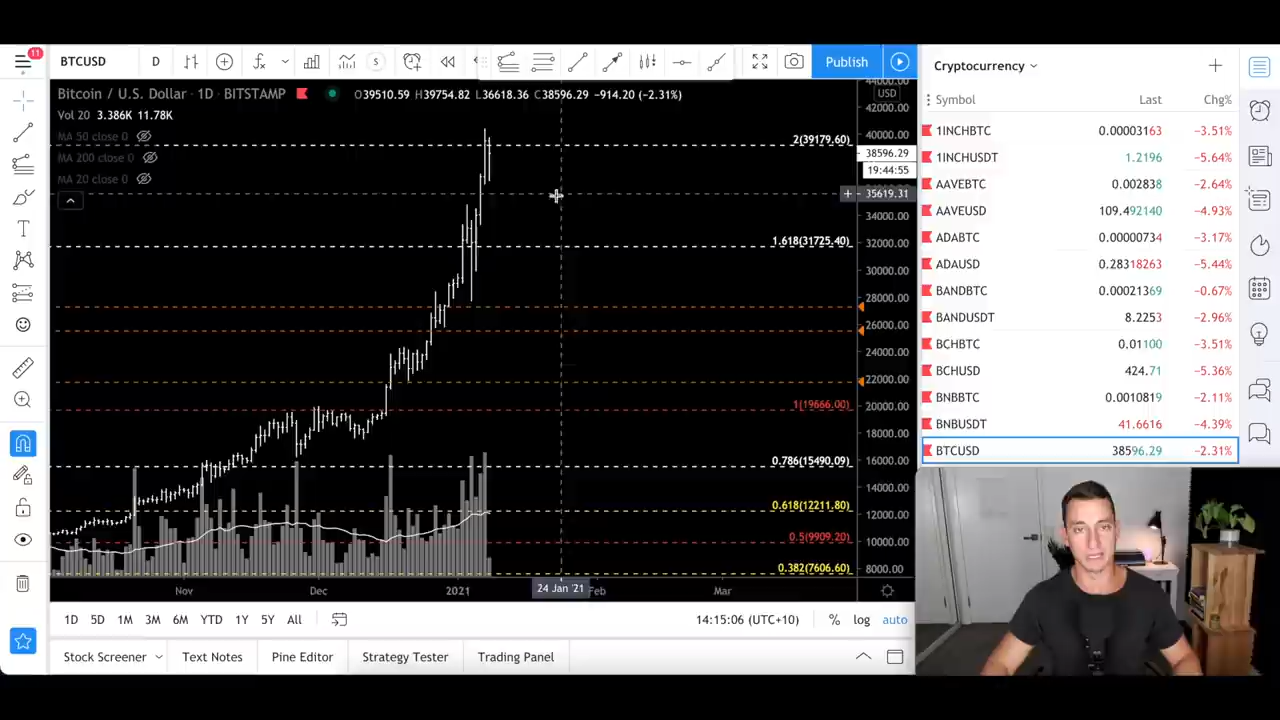 11
BTCUSD
D
S
Publish
Cryptocurrency
Bitcoin / U.S. Dollar · 1D · BITSTAMP
O39510.59 H39754.82 L36618.36 C38596.29 −914.20 (−2.31%)
USD
Vol 20 3.386K 11.78K
MA 50 close 0
MA 200 close 0
MA 20 close 0
44000.00
42000.00
40000.00
38596.29
19:44:55
35619.31
34000.00
32000.00
30000.00
28000.00
26000.00
24000.00
22000.00
20000.00
18000.00
16000.00
14000.00
12000.00
10000.00
8000.00
2(39179.60)
1.618(31725.40)
1(19666.00)
0.786(15490.09)
0.618(12211.80)
0.5(9909.20)
0.382(7606.60)
Nov
Dec
2021
24 Jan '21
Feb
Mar
1D 5D 1M 3M 6M YTD 1Y 5Y All
14:15:06 (UTC+10)
% log auto
Stock Screener
Text Notes
Pine Editor
Strategy Tester
Trading Panel
Symbol Last Chg%
1INCHBTC 0.00003163 −3.51%
1INCHUSDT 1.2196 −5.64%
AAVEBTC 0.002838 −2.64%
AAVEUSD 109.492140 −4.93%
ADABTC 0.00000734 −3.17%
ADAUSD 0.28318263 −5.44%
BANDBTC 0.00021369 −0.67%
BANDUSDT 8.2253 −2.96%
BCHBTC 0.01100 −3.51%
BCHUSD 424.71 −5.36%
BNBBTC 0.0010819 −2.11%
BNBUSDT 41.6616 −4.39%
BTCUSD 38596.29 −2.31%